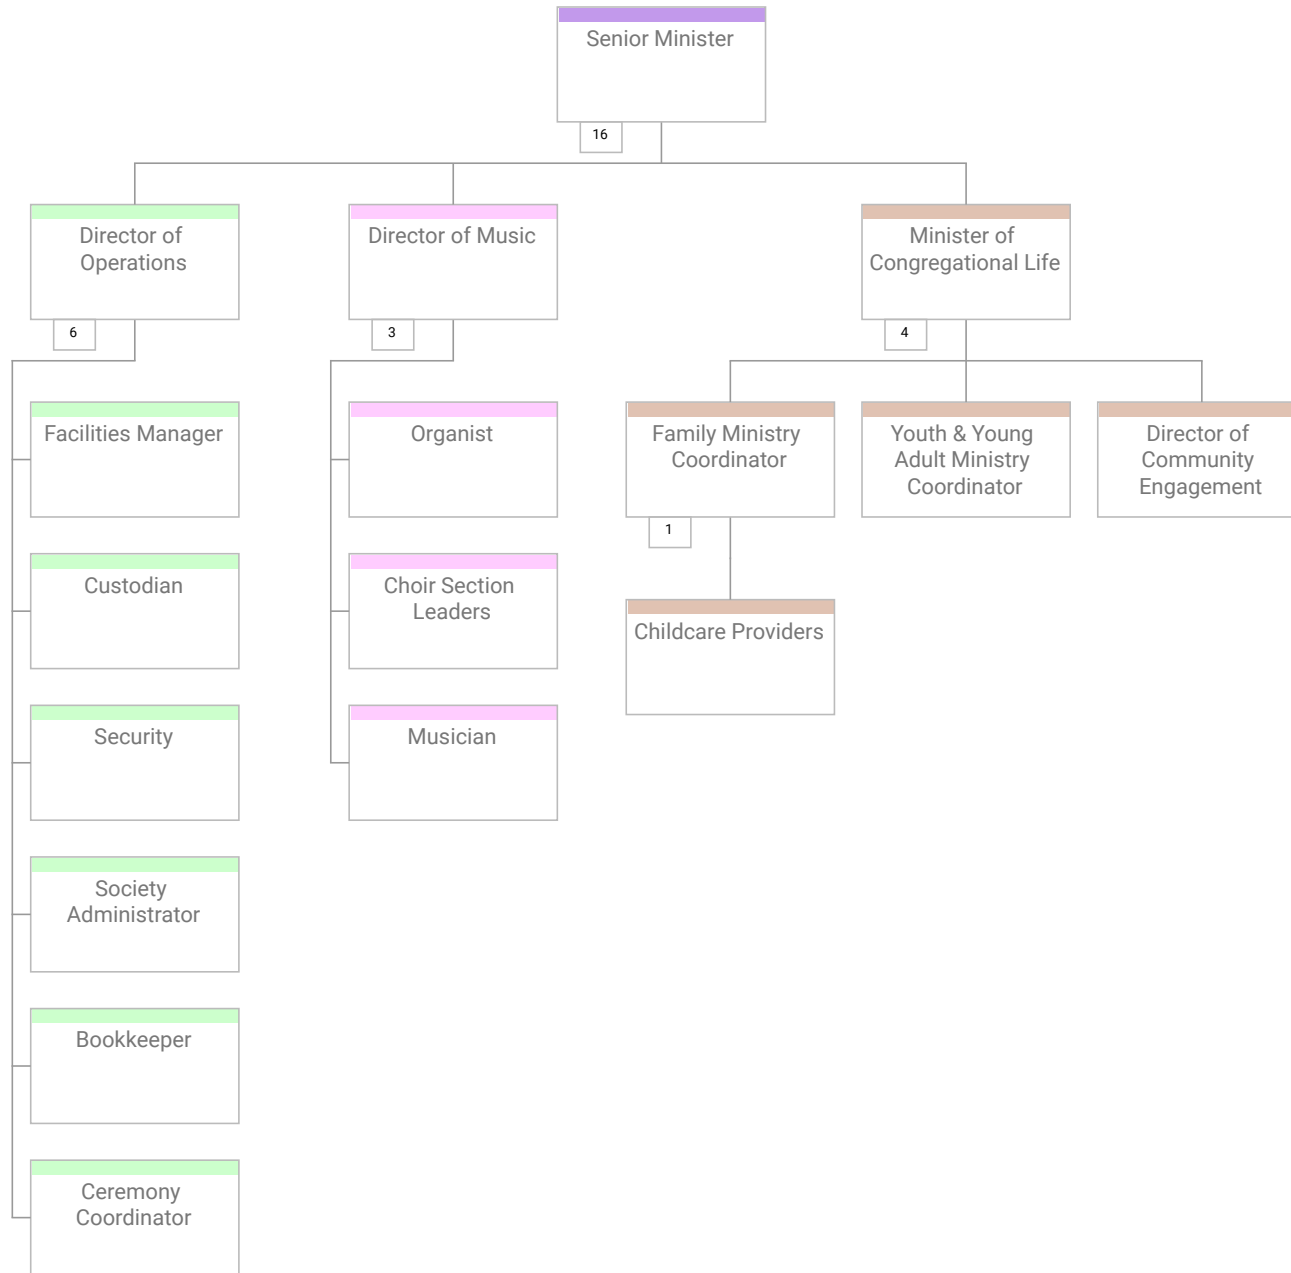 Senior Minister
16
Director of
Operations
6
Director of Music
3
Minister of
Congregational Life
4
Facilities Manager
Organist
Family Ministry
Coordinator
1
Youth & Young
Adult Ministry
Coordinator
Director of
Community
Engagement
Custodian
Choir Section
Leaders
Childcare Providers
Security
Musician
Society
Administrator
Bookkeeper
Ceremony
Coordinator